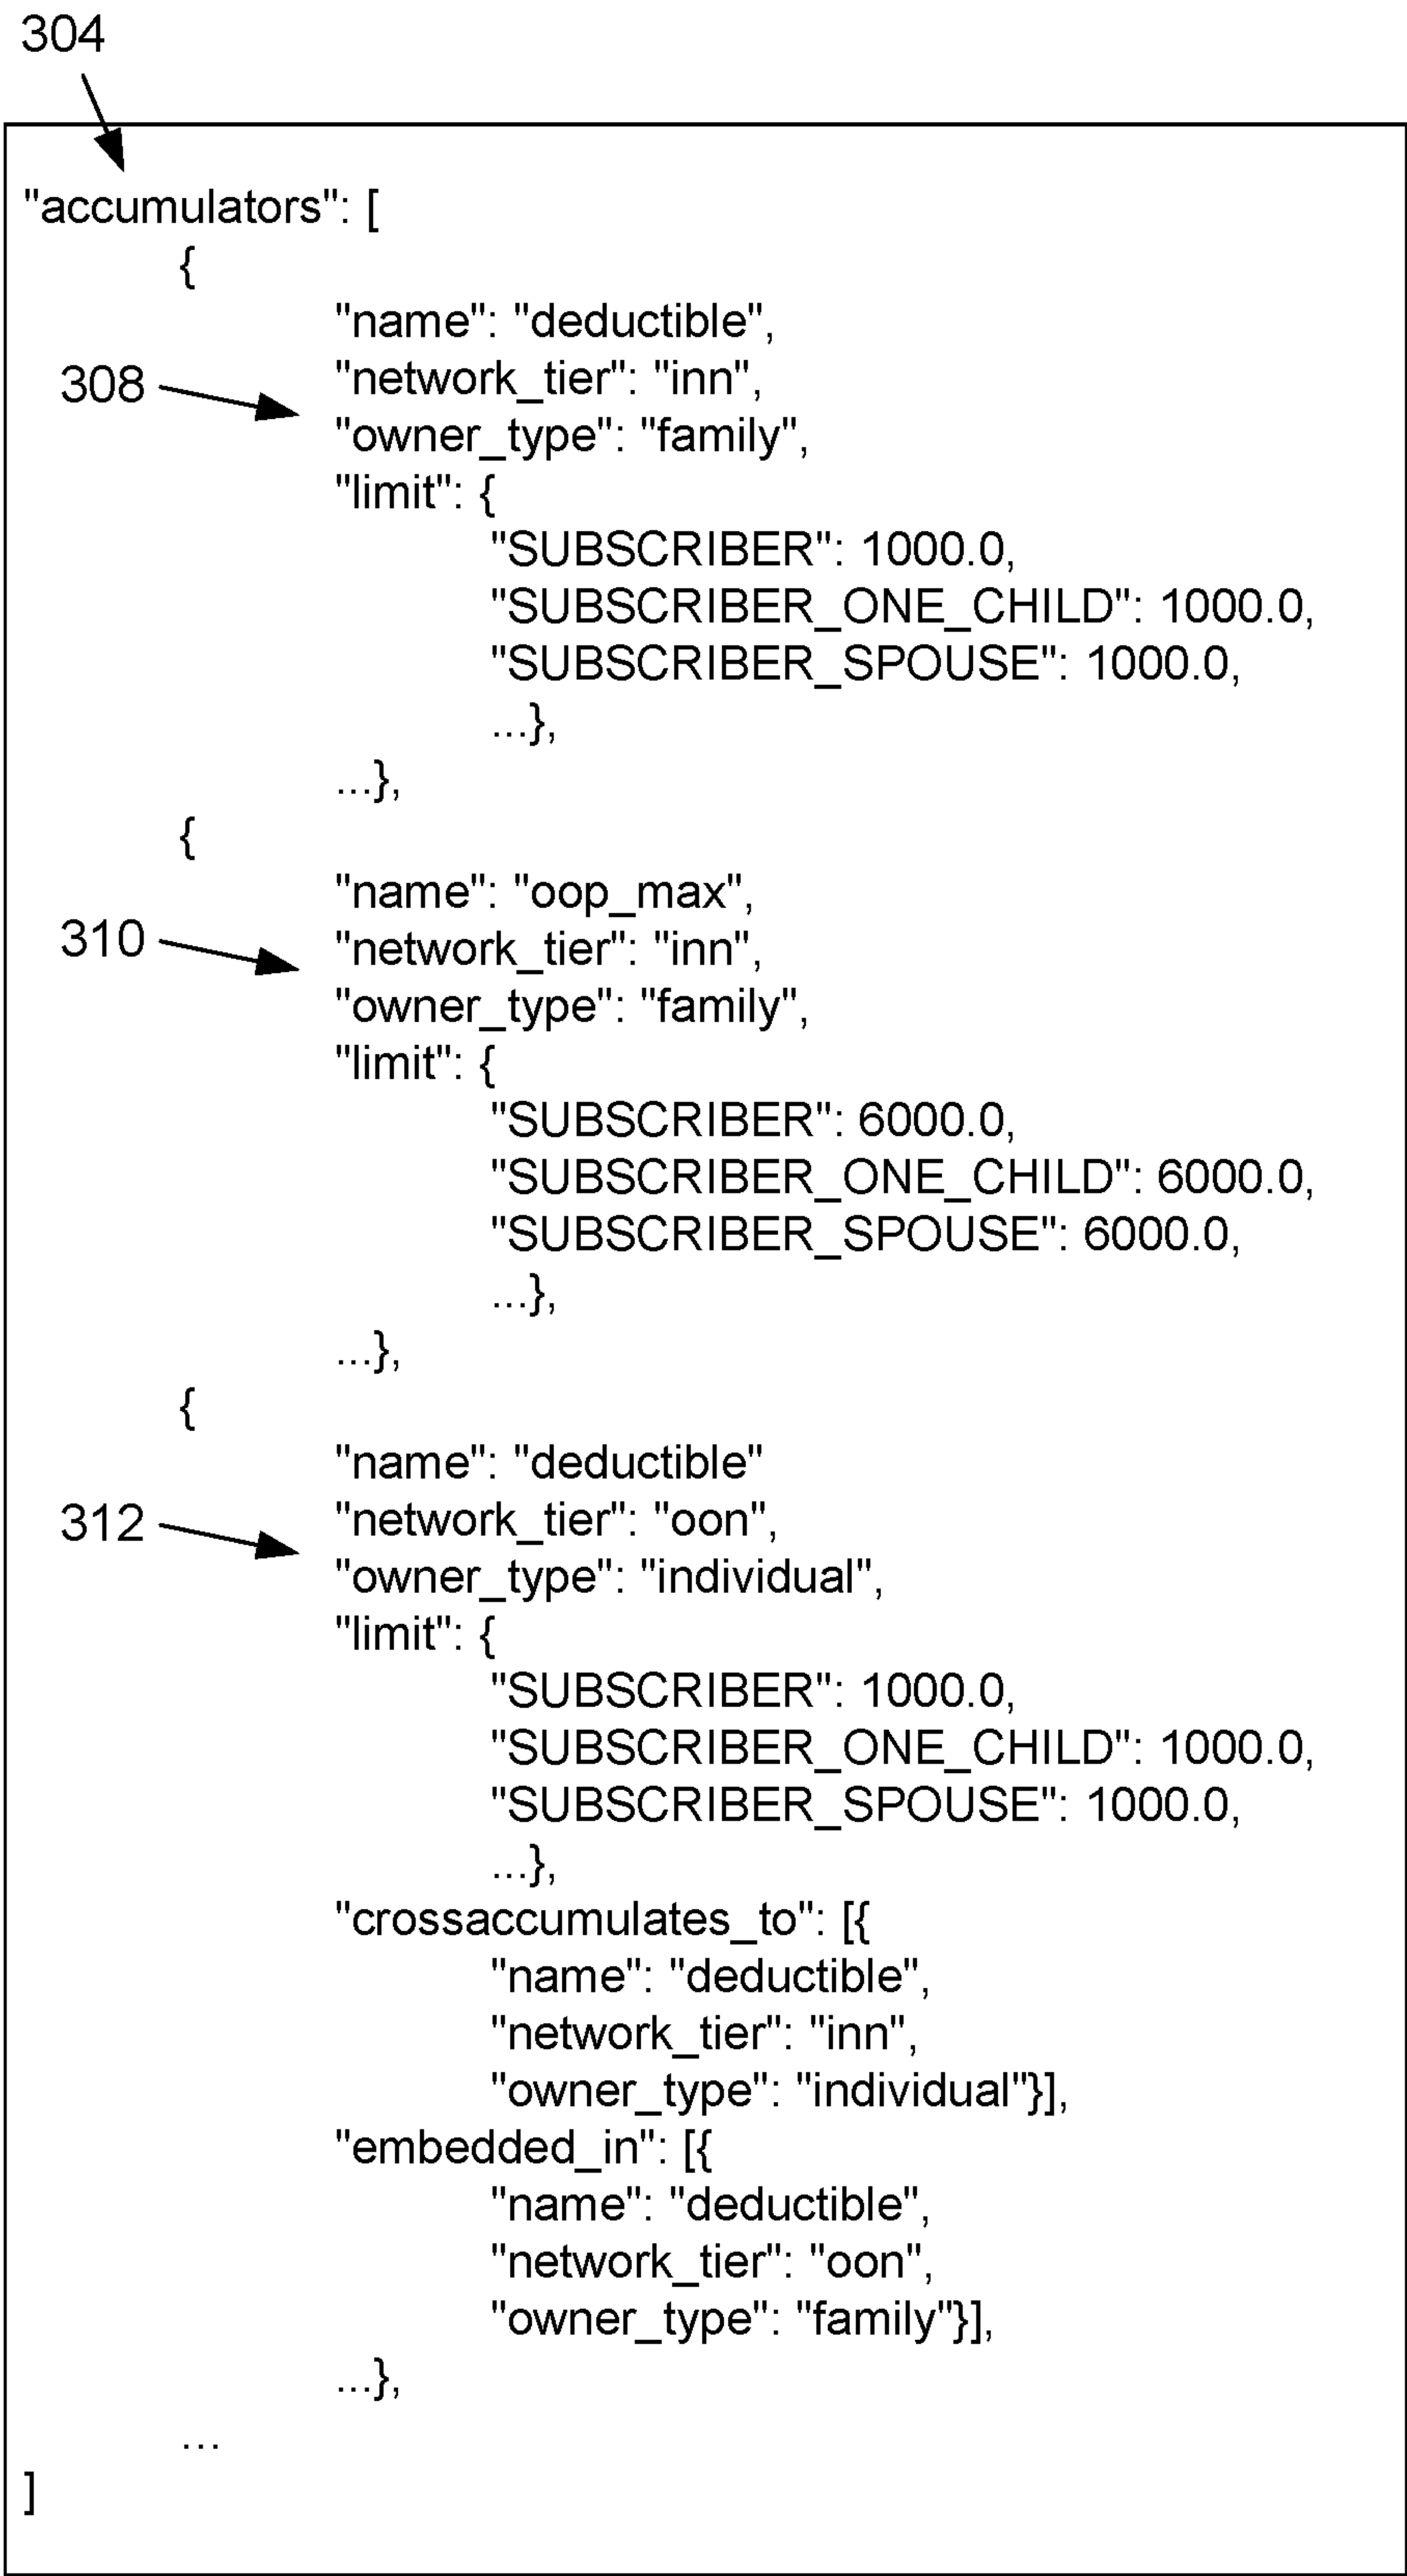 304
"accumulators": [
{
"name": "deductible",
308
"network_tier": "inn",
"owner_type": "family",
"limit": {
"SUBSCRIBER": 1000.0,
"SUBSCRIBER_ONE_CHILD": 1000.0,
"SUBSCRIBER_SPOUSE": 1000.0,
...},
...},
{
"name": "oop_max",
310
"network_tier": "inn",
"owner_type": "family",
"limit": {
"SUBSCRIBER": 6000.0,
"SUBSCRIBER_ONE_CHILD": 6000.0,
"SUBSCRIBER_SPOUSE": 6000.0,
...},
...},
{
"name": "deductible"
312
"network_tier": "oon",
"owner_type": "individual",
"limit": {
"SUBSCRIBER": 1000.0,
"SUBSCRIBER_ONE_CHILD": 1000.0,
"SUBSCRIBER_SPOUSE": 1000.0,
...},
"crossaccumulates_to": [{
"name": "deductible",
"network_tier": "inn",
"owner_type": "individual"}],
"embedded_in": [{
"name": "deductible",
"network_tier": "oon",
"owner_type": "family"}],
...},
...
]